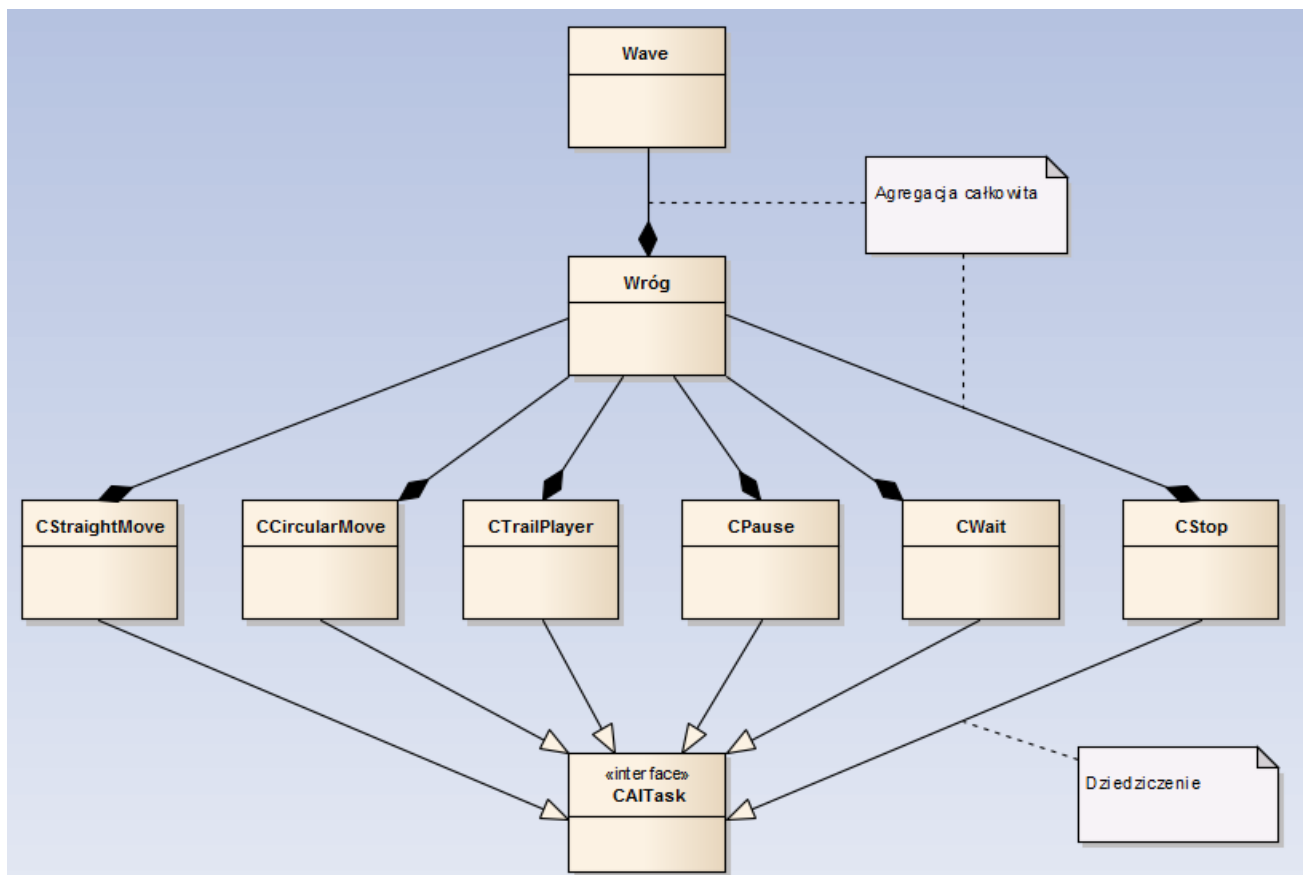 Wave
Agregacja całkowita
Wróg
CStraightMove
CCircularMove
CTrailPlayer
CPause
CWait
CStop
«interface»
CAITask
Dziedziczenie